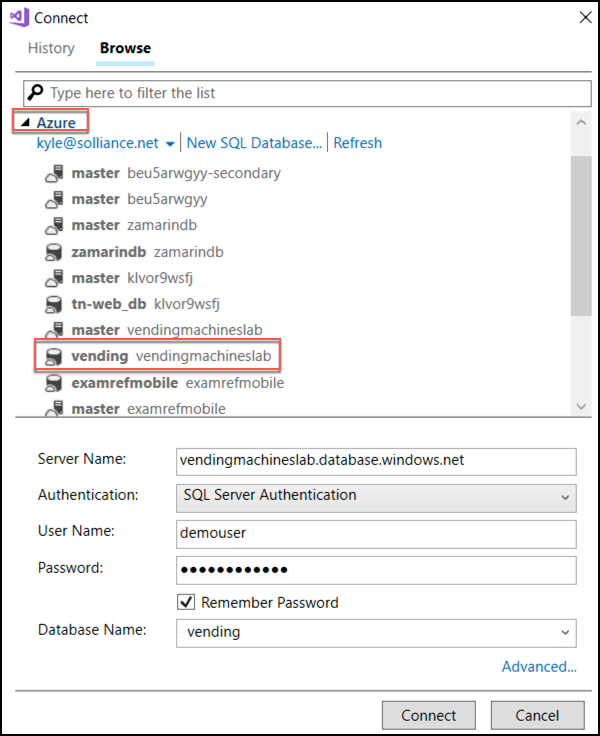 Connect
History Browse
Type here to filter the list
Azure
kyle@solliance.net New SQL Database... Refresh
master beu5arwgyy-secondary
master beu5arwgyy
master zamarindb
zamarindb zamarindb
master klvor9wsfj
tn-web_db klvor9wsfj
master vendingmachineslab
vending vendingmachineslab
examrefmobile examrefmobile
master examrefmobile
Server Name: vendingmachineslab.database.windows.net
Authentication: SQL Server Authentication
User Name: demouser
Password: ●●●●●●●●●●●●
Remember Password
Database Name: vending
Advanced...
Connect Cancel